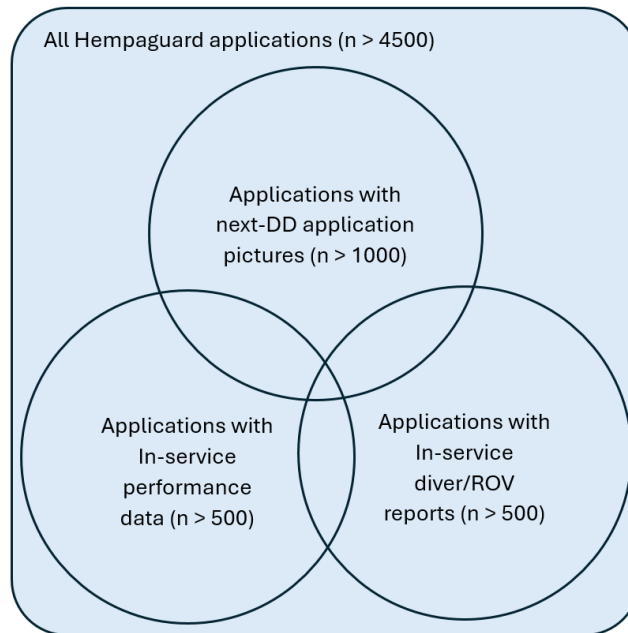 All Hempaguard applications (n > 4500)
Applications with
next-DD application
pictures (n > 1000)
Applications with
In-service
performance
data (n > 500)
Applications with
In-service
diver/ROV
reports (n > 500)